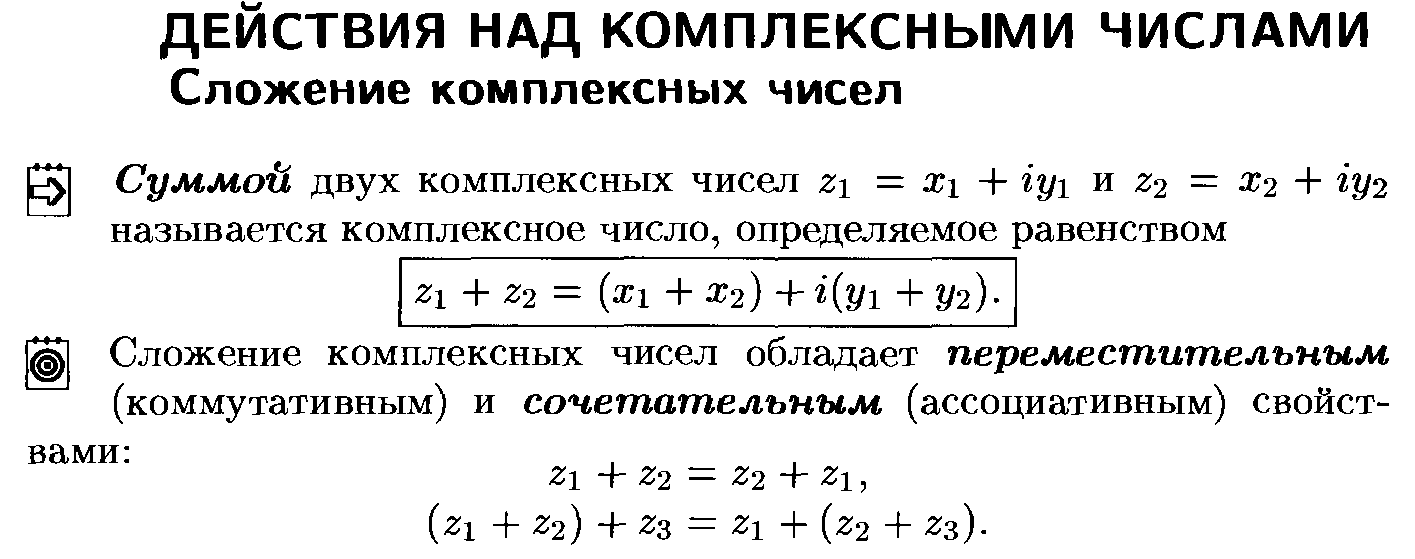 ДЕЙСТВИЯ НАД КОМПЛЕКСНЫМИ ЧИСЛАМИ
Сложение комплексных чисел
Суммой двух комплексных чисел z₁ = x₁ + iy₁ и z₂ = x₂ + iy₂
называется комплексное число, определяемое равенством
z₁ + z₂ = (x₁ + x₂) + i(y₁ + y₂).
Сложение комплексных чисел обладает переместительным
(коммутативным) и сочетательным (ассоциативным) свойст-
вами:
z₁ + z₂ = z₂ + z₁,
(z₁ + z₂) + z₃ = z₁ + (z₂ + z₃).